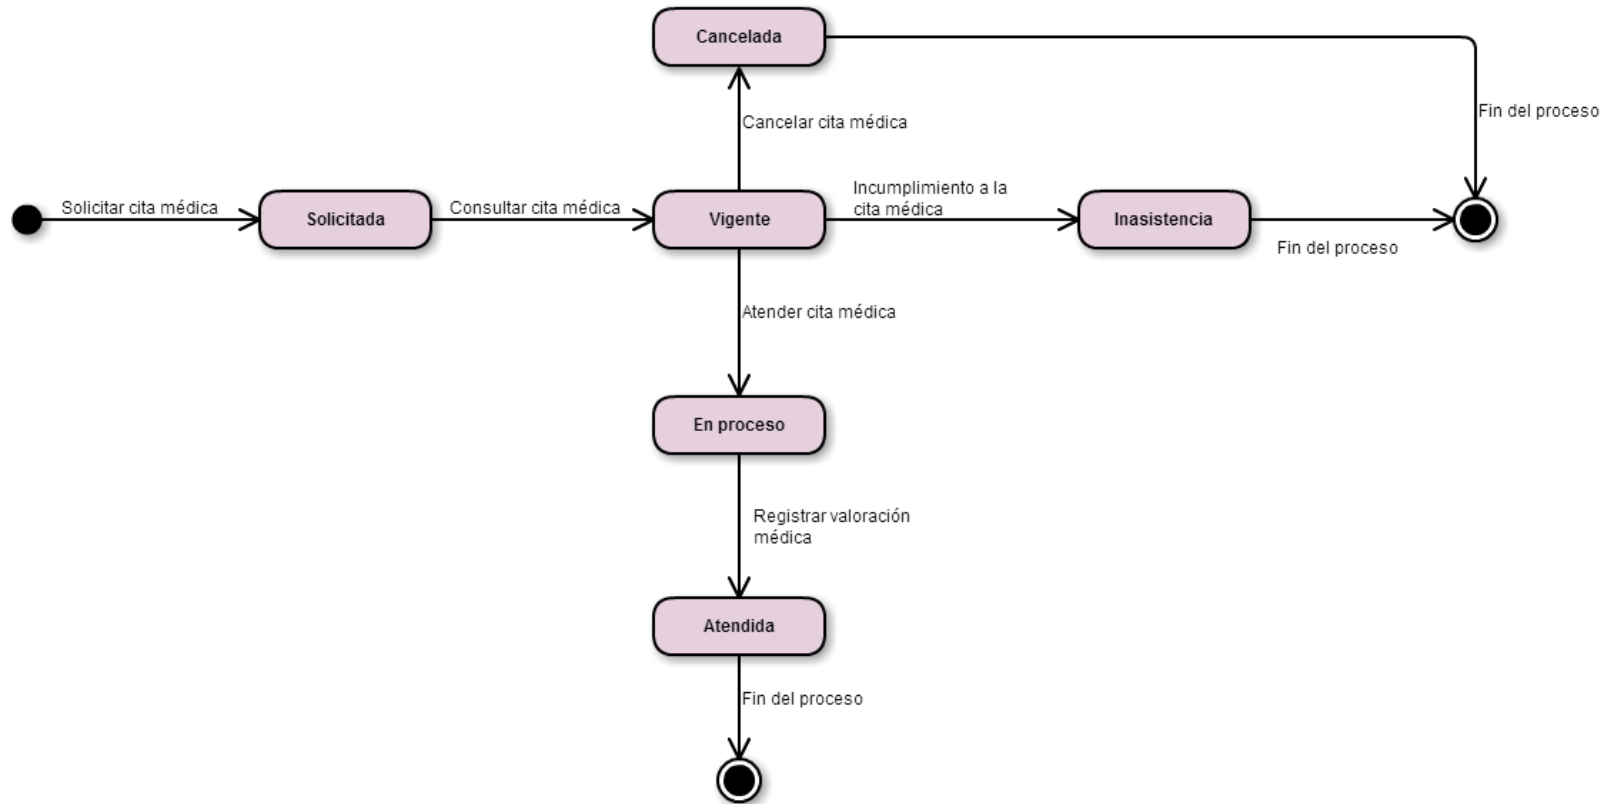 Cancelada
Fin del proceso
Cancelar cita médica
Solicitar cita médica
Solicitada
Consultar cita médica
Vigente
Incumplimiento a la
cita médica
Inasistencia
Fin del proceso
Atender cita médica
En proceso
Registrar valoración
médica
Atendida
Fin del proceso